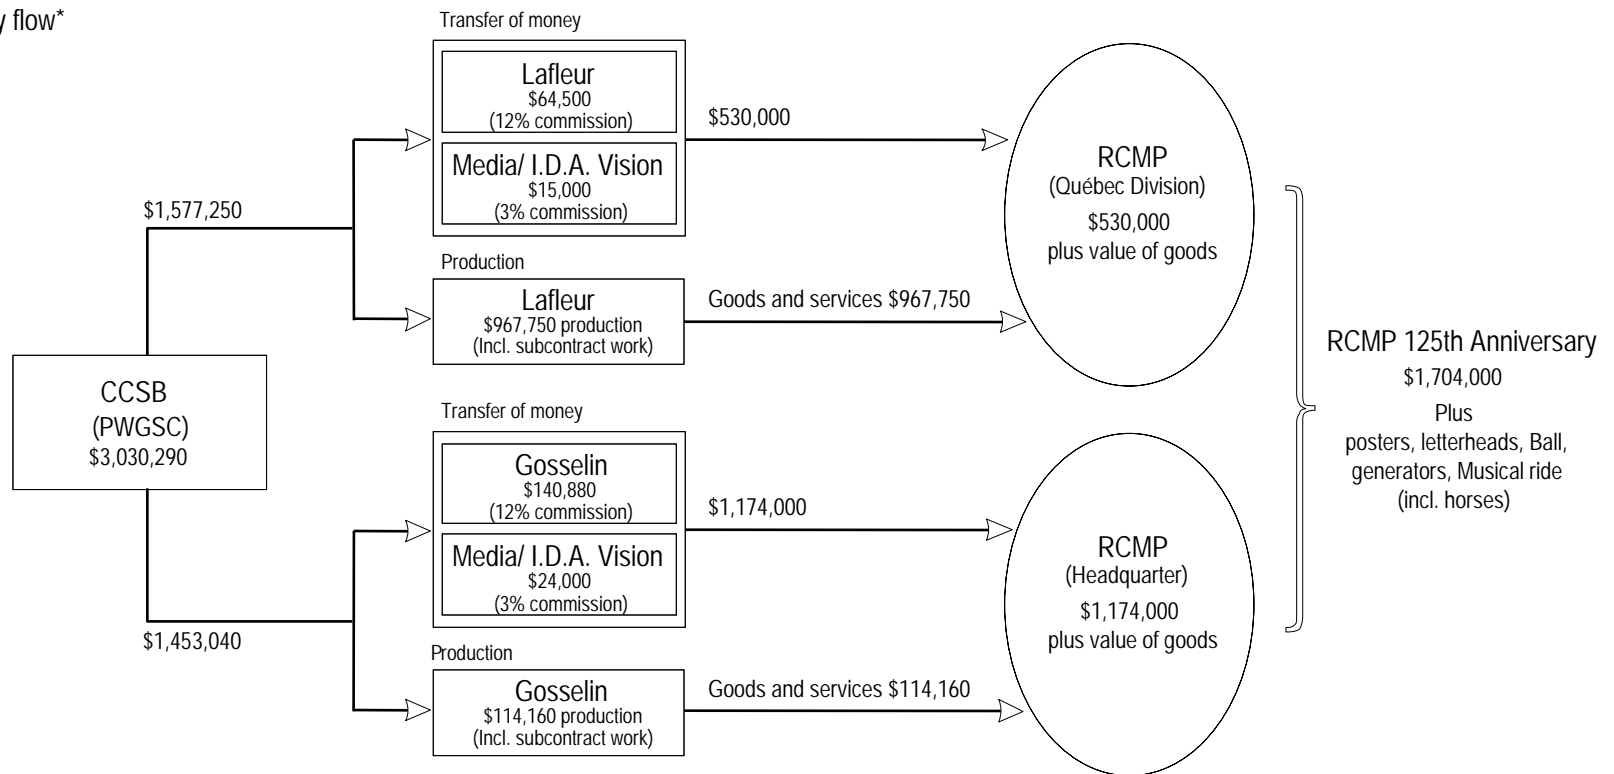 flow*
Transfer of money
Lafleur
$64,500
(12% commission)
Media/ I.D.A. Vision
$15,000
(3% commission)
$530,000
RCMP
(Québec Division)
$530,000
plus value of goods
$1,577,250
Production
Lafleur
$967,750 production
(Incl. subcontract work)
Goods and services $967,750
CCSB
(PWGSC)
$3,030,290
RCMP 125th Anniversary
$1,704,000
Plus
posters, letterheads, Ball,
generators, Musical ride
(incl. horses)
Transfer of money
Gosselin
$140,880
(12% commission)
Media/ I.D.A. Vision
$24,000
(3% commission)
$1,174,000
RCMP
(Headquarter)
$1,174,000
plus value of goods
$1,453,040
Production
Gosselin
$114,160 production
(Incl. subcontract work)
Goods and services $114,160